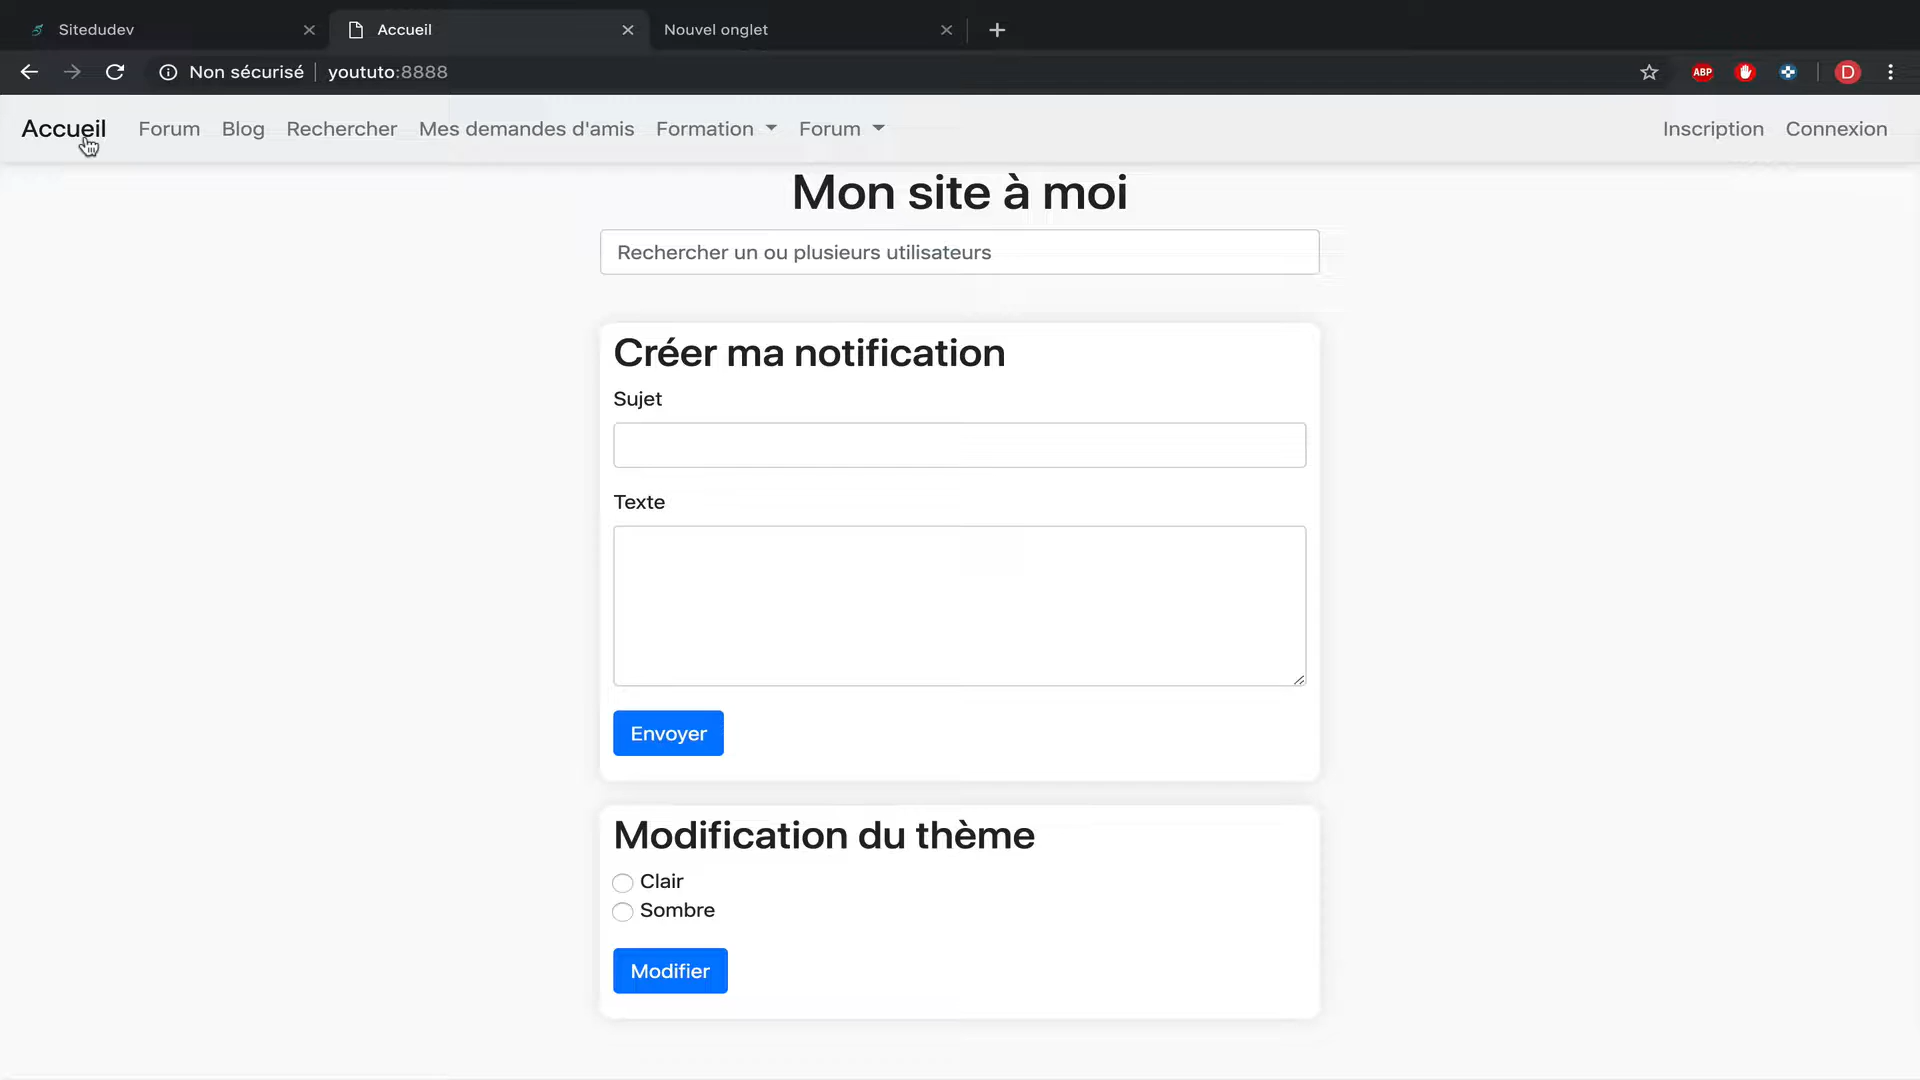 Sitedudev
Accueil
Nouvel onglet
Non sécurisé
yoututo:8888
ABP
D
Accueil Forum Blog Rechercher Mes demandes d'amis Formation Forum Inscription Connexion
Mon site à moi
Rechercher un ou plusieurs utilisateurs
Créer ma notification
Sujet
Texte
Envoyer
Modification du thème
Clair
Sombre
Modifier